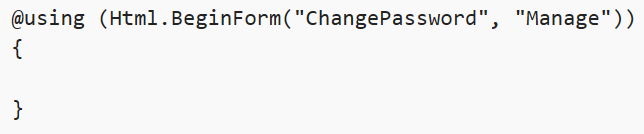 @using (Html.BeginForm("ChangePassword", "Manage"))
{
}